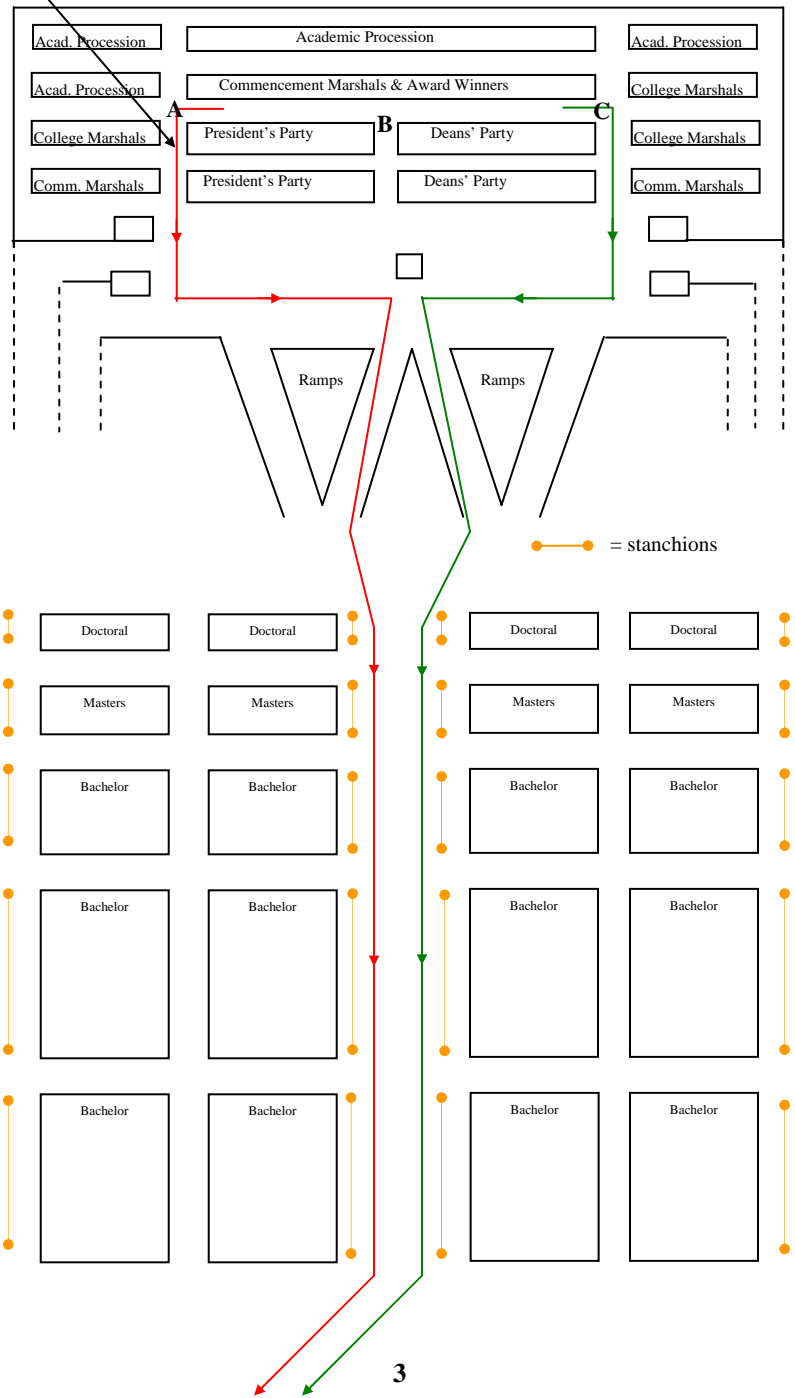 Acad. Procession Academic Procession Acad. Procession
Acad. Procession Commencement Marshals & Award Winners College Marshals
A B C
College Marshals President's Party Deans' Party College Marshals
Comm. Marshals President's Party Deans' Party Comm. Marshals
Ramps Ramps
= stanchions
Doctoral Doctoral Doctoral Doctoral
Masters Masters Masters Masters
Bachelor Bachelor Bachelor Bachelor
Bachelor Bachelor Bachelor Bachelor
Bachelor Bachelor Bachelor Bachelor
3